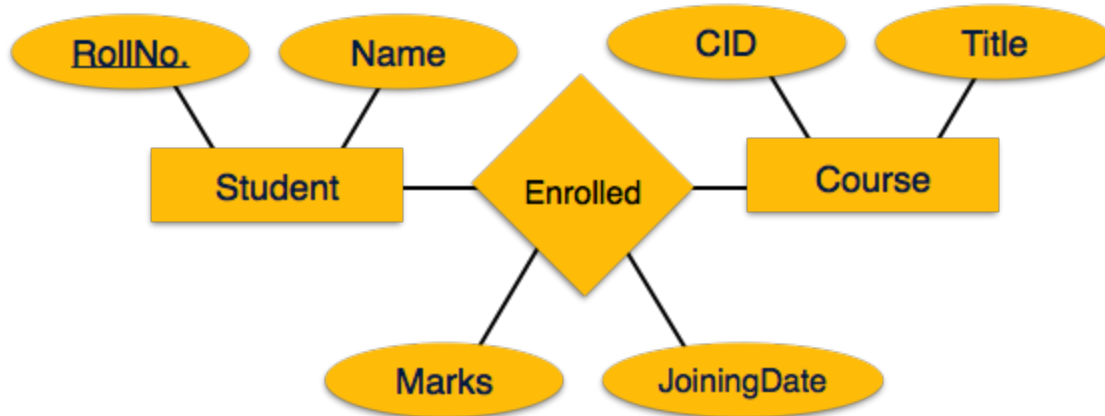 RollNo.
Name
CID
Title
Student
Enrolled
Course
Marks
JoiningDate